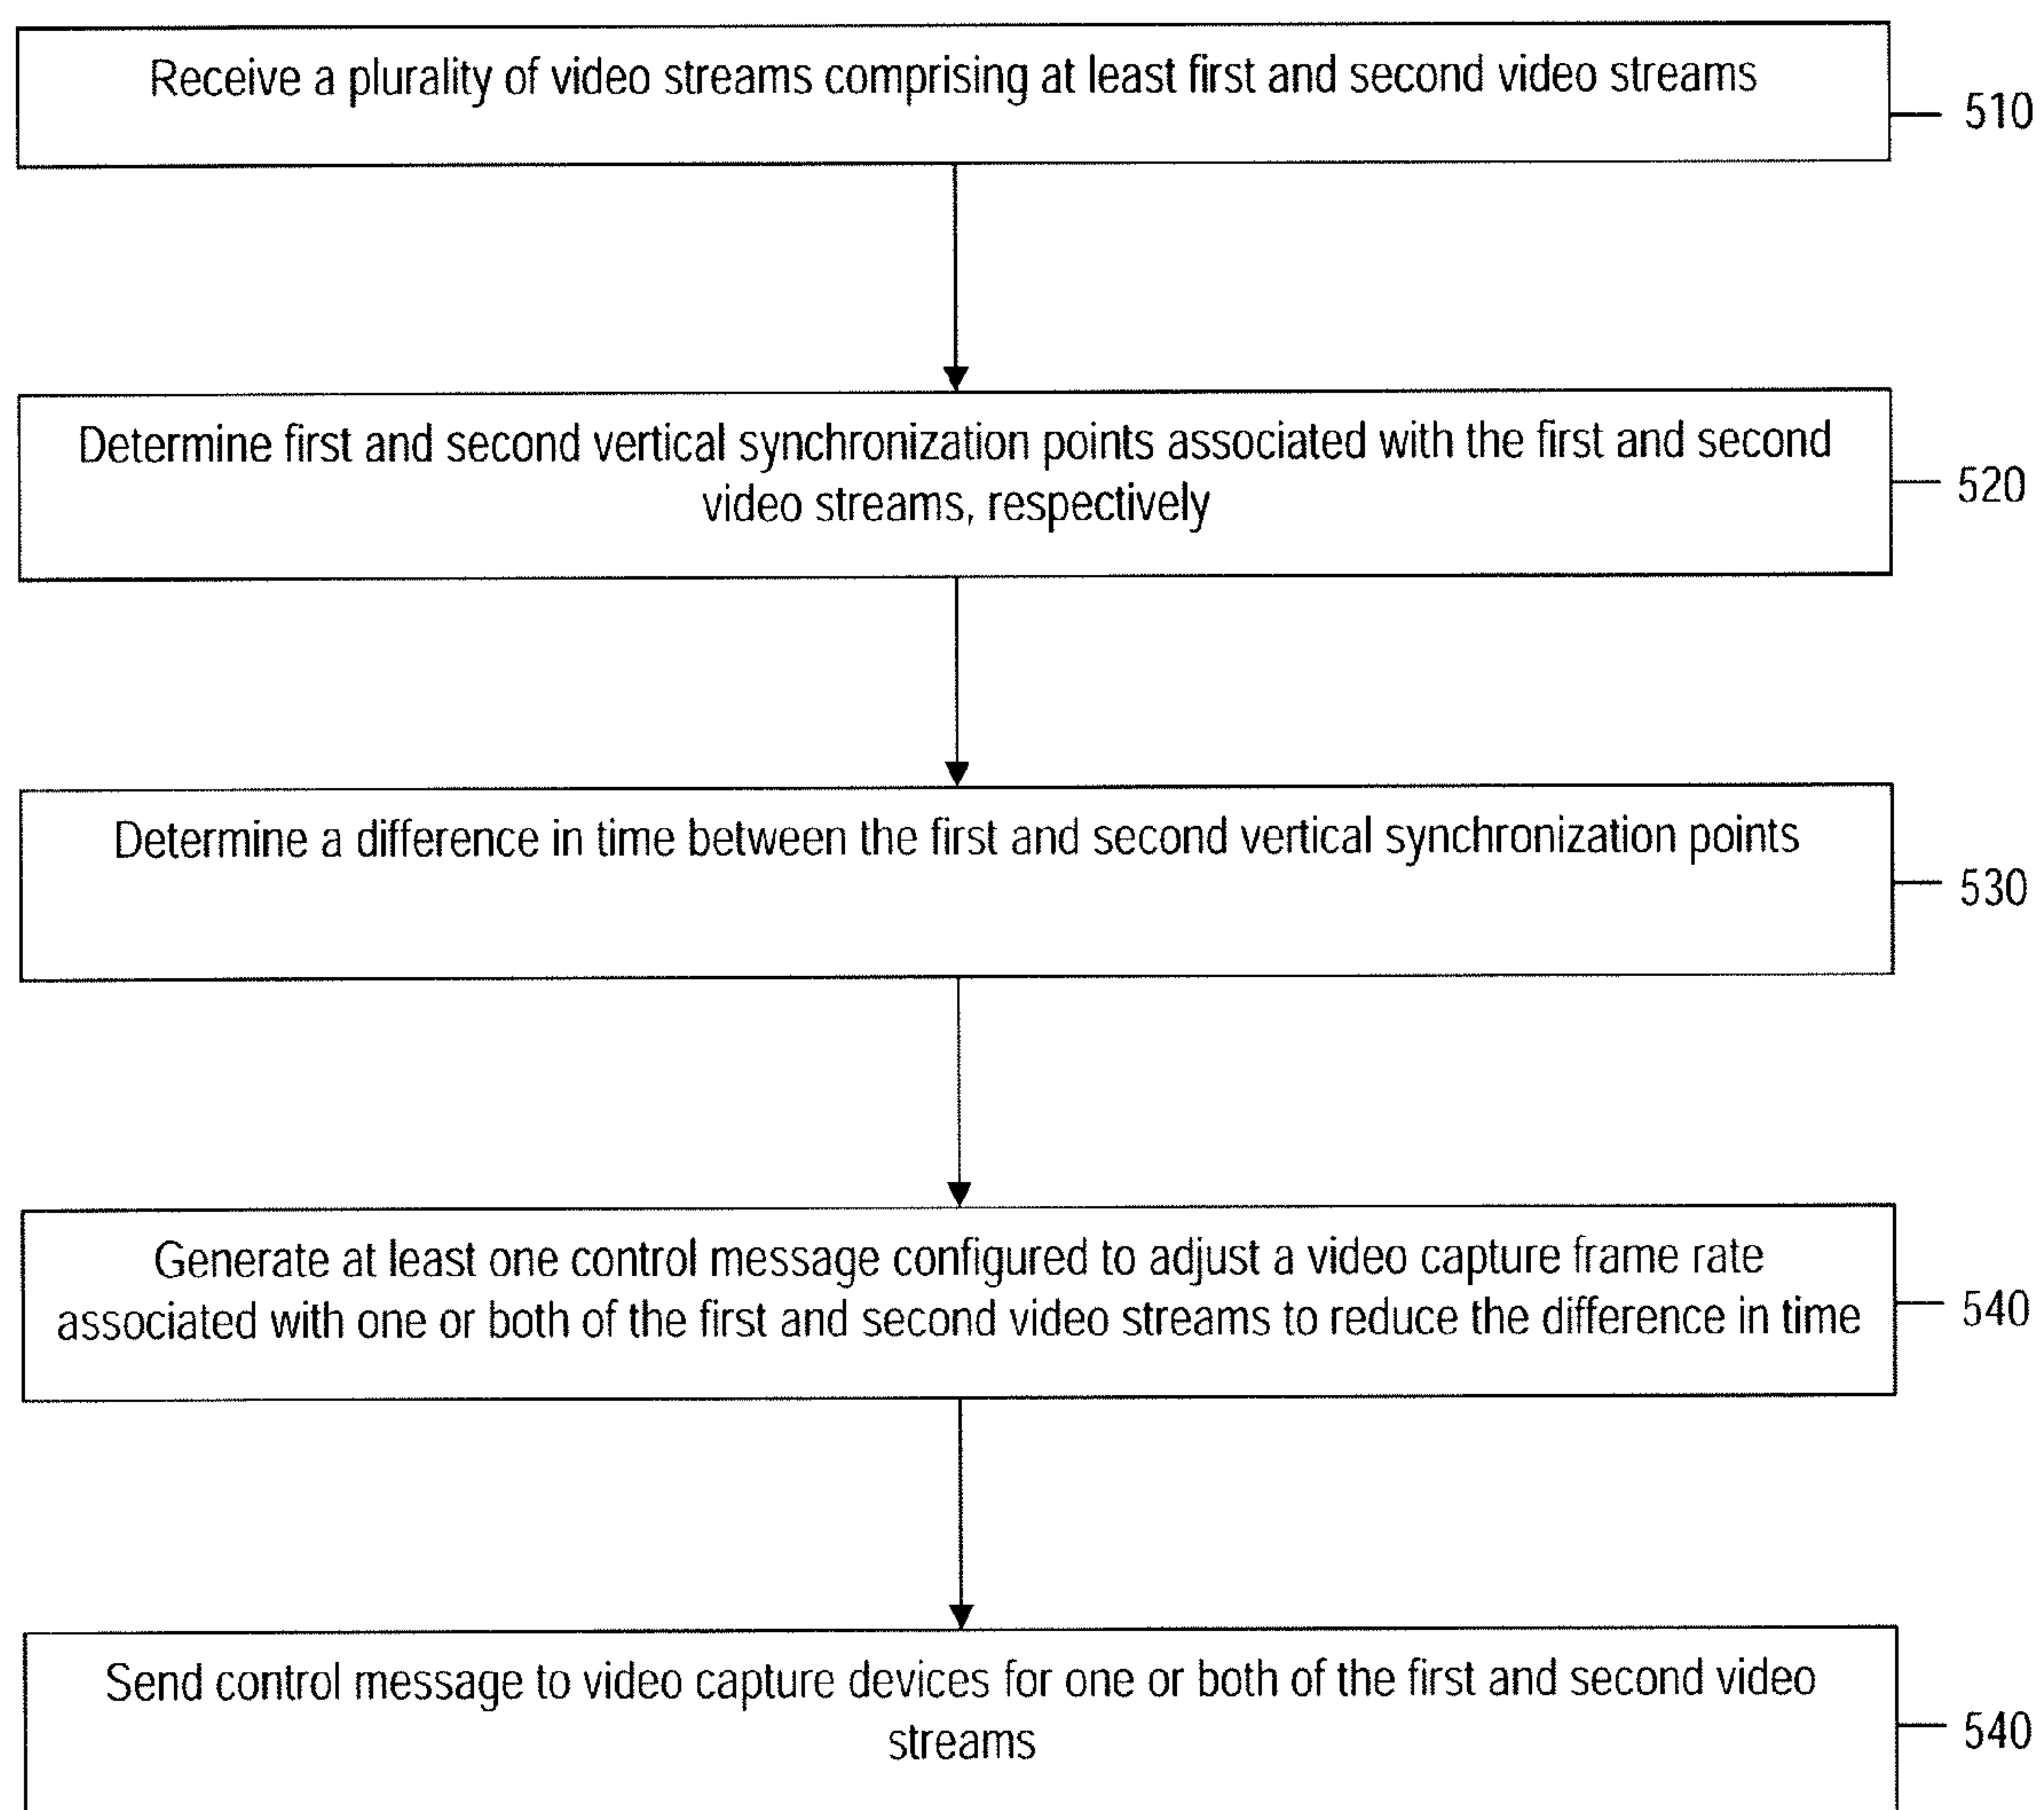 Receive a plurality of video streams comprising at least first and second video streams
510
Determine first and second vertical synchronization points associated with the first and second
video streams, respectively
520
Determine a difference in time between the first and second vertical synchronization points
530
Generate at least one control message configured to adjust a video capture frame rate
associated with one or both of the first and second video streams to reduce the difference in time
540
Send control message to video capture devices for one or both of the first and second video
streams
540